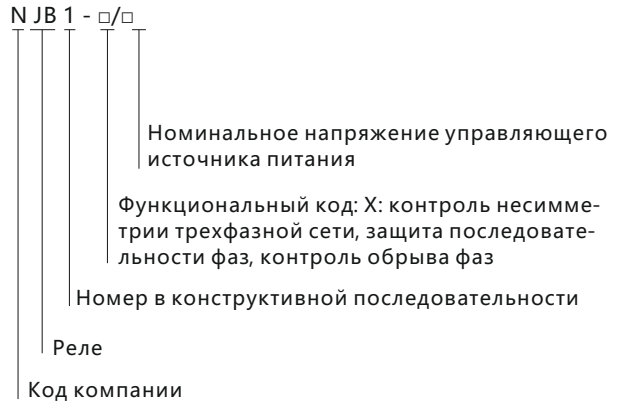 N JB 1 - □/□
Номинальное напряжение управляющего
источника питания
Функциональный код: X: контроль несимме-
трии трехфазной сети, защита последовате-
льности фаз, контроль обрыва фаз
Номер в конструктивной последовательности
Реле
Код компании